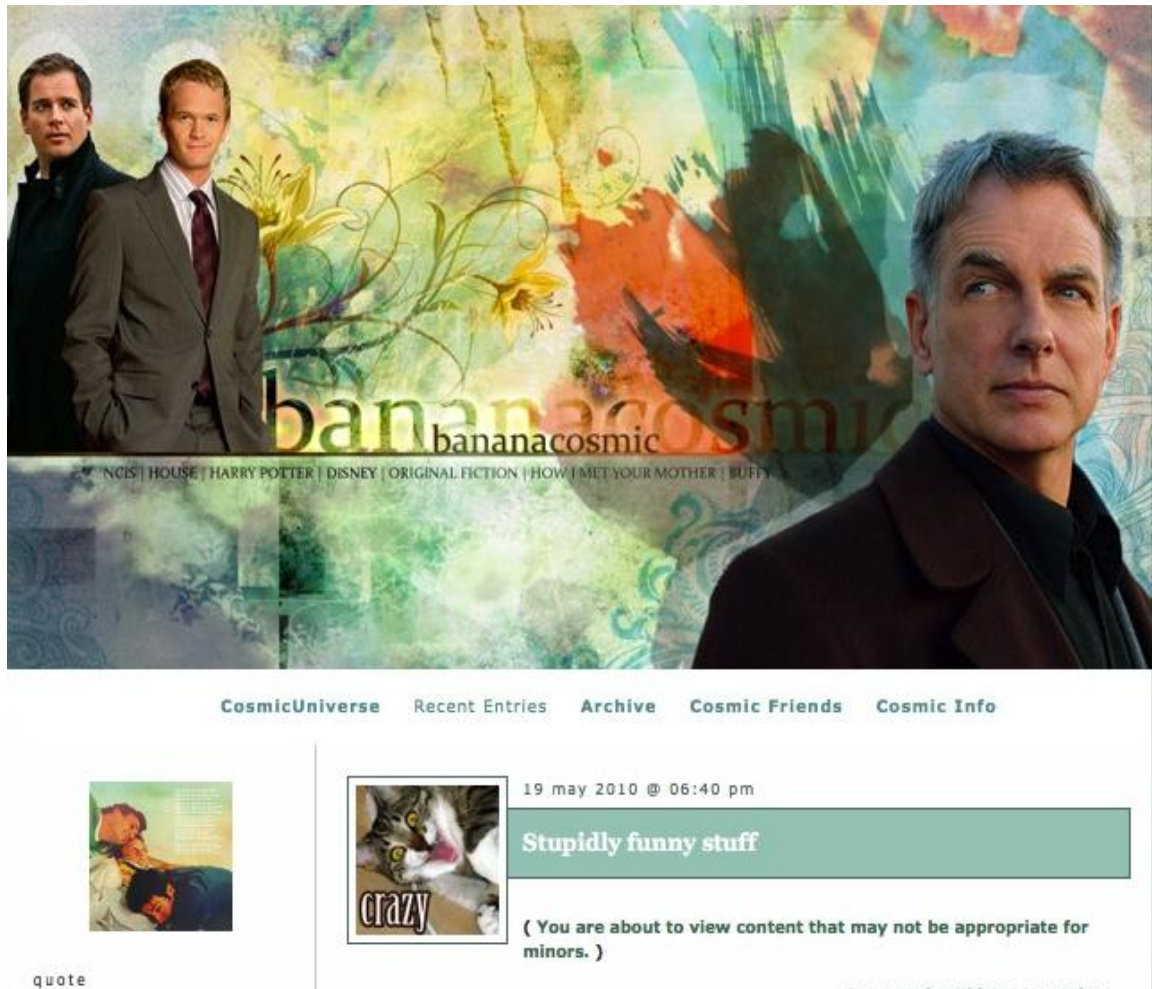 bananacosmic
bananacosmic
NCIS | HOUSE | HARRY POTTER | DISNEY | ORIGINAL FICTION | HOW I MET YOUR MOTHER | BUFFY
CosmicUniverse Recent Entries Archive Cosmic Friends Cosmic Info
19 may 2010 @ 06:40 pm
Stupidly funny stuff
crazy
( You are about to view content that may not be appropriate for
minors. )
quote